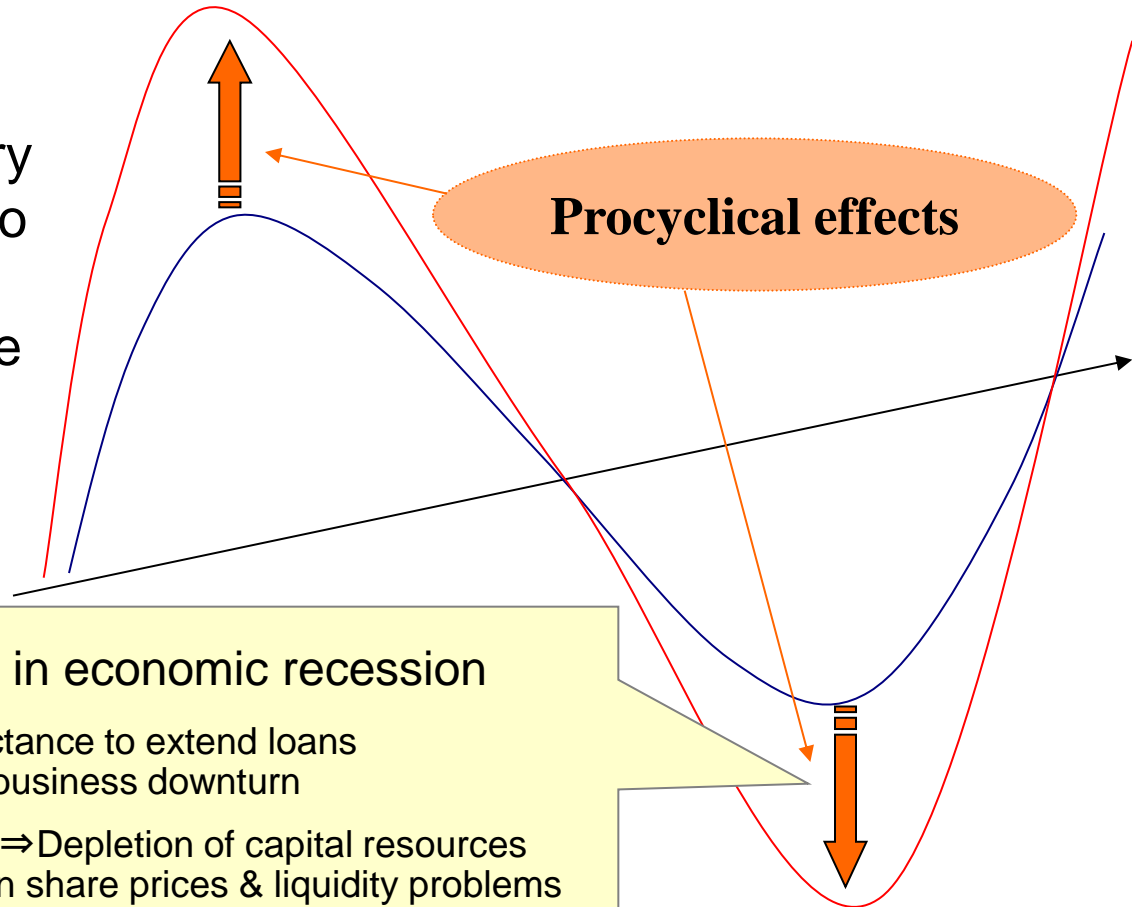 ry
o
e
Procyclical effects
in economic recession
ctance to extend loans
business downturn
⇒Depletion of capital resources
n share prices & liquidity problems